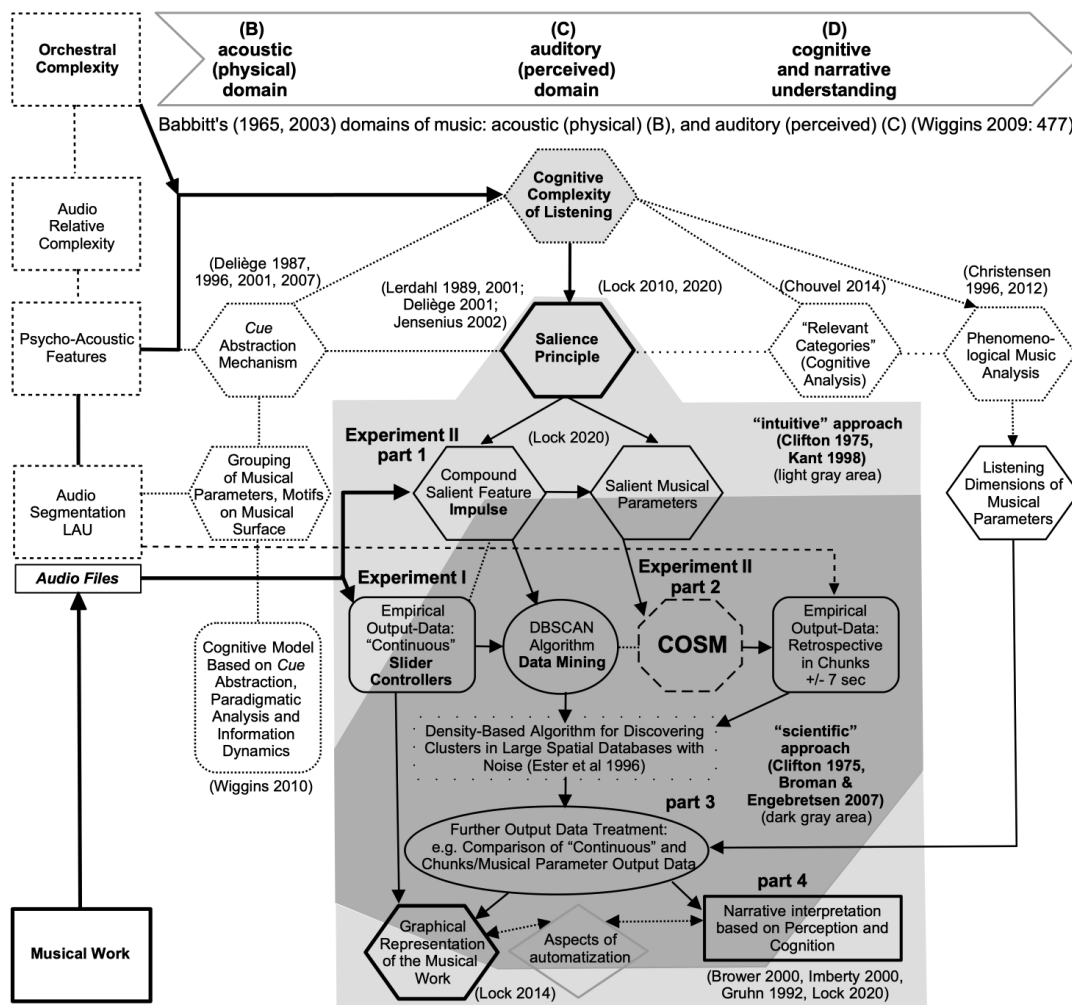 Orchestral
Complexity
(B)
acoustic
(physical)
domain
(C)
auditory
(perceived)
domain
(D)
cognitive
and narrative
understanding
Babbitt's (1965, 2003) domains of music: acoustic (physical) (B), and auditory (perceived) (C) (Wiggins 2009: 477)
Audio
Relative
Complexity
Cognitive
Complexity
of Listening
(Deliège 1987,
1996, 2001, 2007)
(Lerdahl 1989, 2001;
Deliège 2001;
Jensenius 2002)
(Lock 2010, 2020)
(Chouvel 2014)
(Christensen
1996, 2012)
Psycho-Acoustic
Features
Cue
Abstraction
Mechanism
Salience
Principle
“Relevant
Categories”
(Cognitive
Analysis)
Phenomeno-
logical Music
Analysis
Experiment II
part 1
(Lock 2020)
“intuitive” approach
(Clifton 1975,
Kant 1998)
(light gray area)
Audio
Segmentation
LAU
Grouping
of Musical
Parameters, Motifs
on Musical
Surface
Compound
Salient Feature
Impulse
Salient Musical
Parameters
Listening
Dimensions of
Musical
Parameters
Audio Files
Experiment I
Experiment II
part 2
Empirical
Output-Data:
“Continuous”
Slider
Controllers
DBSCAN
Algorithm
Data Mining
COSM
Empirical
Output-Data:
Retrospective
in Chunks
+/- 7 sec
Cognitive Model
Based on Cue
Abstraction,
Paradigmatic
Analysis and
Information
Dynamics
(Wiggins 2010)
Density-Based Algorithm for Discovering
Clusters in Large Spatial Databases with
Noise (Ester et al 1996)
“scientific”
approach
(Clifton 1975,
Broman &
Engebretsen 2007)
(dark gray area)
part 3
Further Output Data Treatment:
e.g. Comparison of “Continuous” and
Chunks/Musical Parameter Output Data
part 4
Musical Work
Graphical
Representation
of the Musical
Work
Aspects of
automatization
Narrative interpretation
based on Perception and
Cognition
(Lock 2014)
(Brower 2000, Imberty 2000,
Gruhn 1992, Lock 2020)